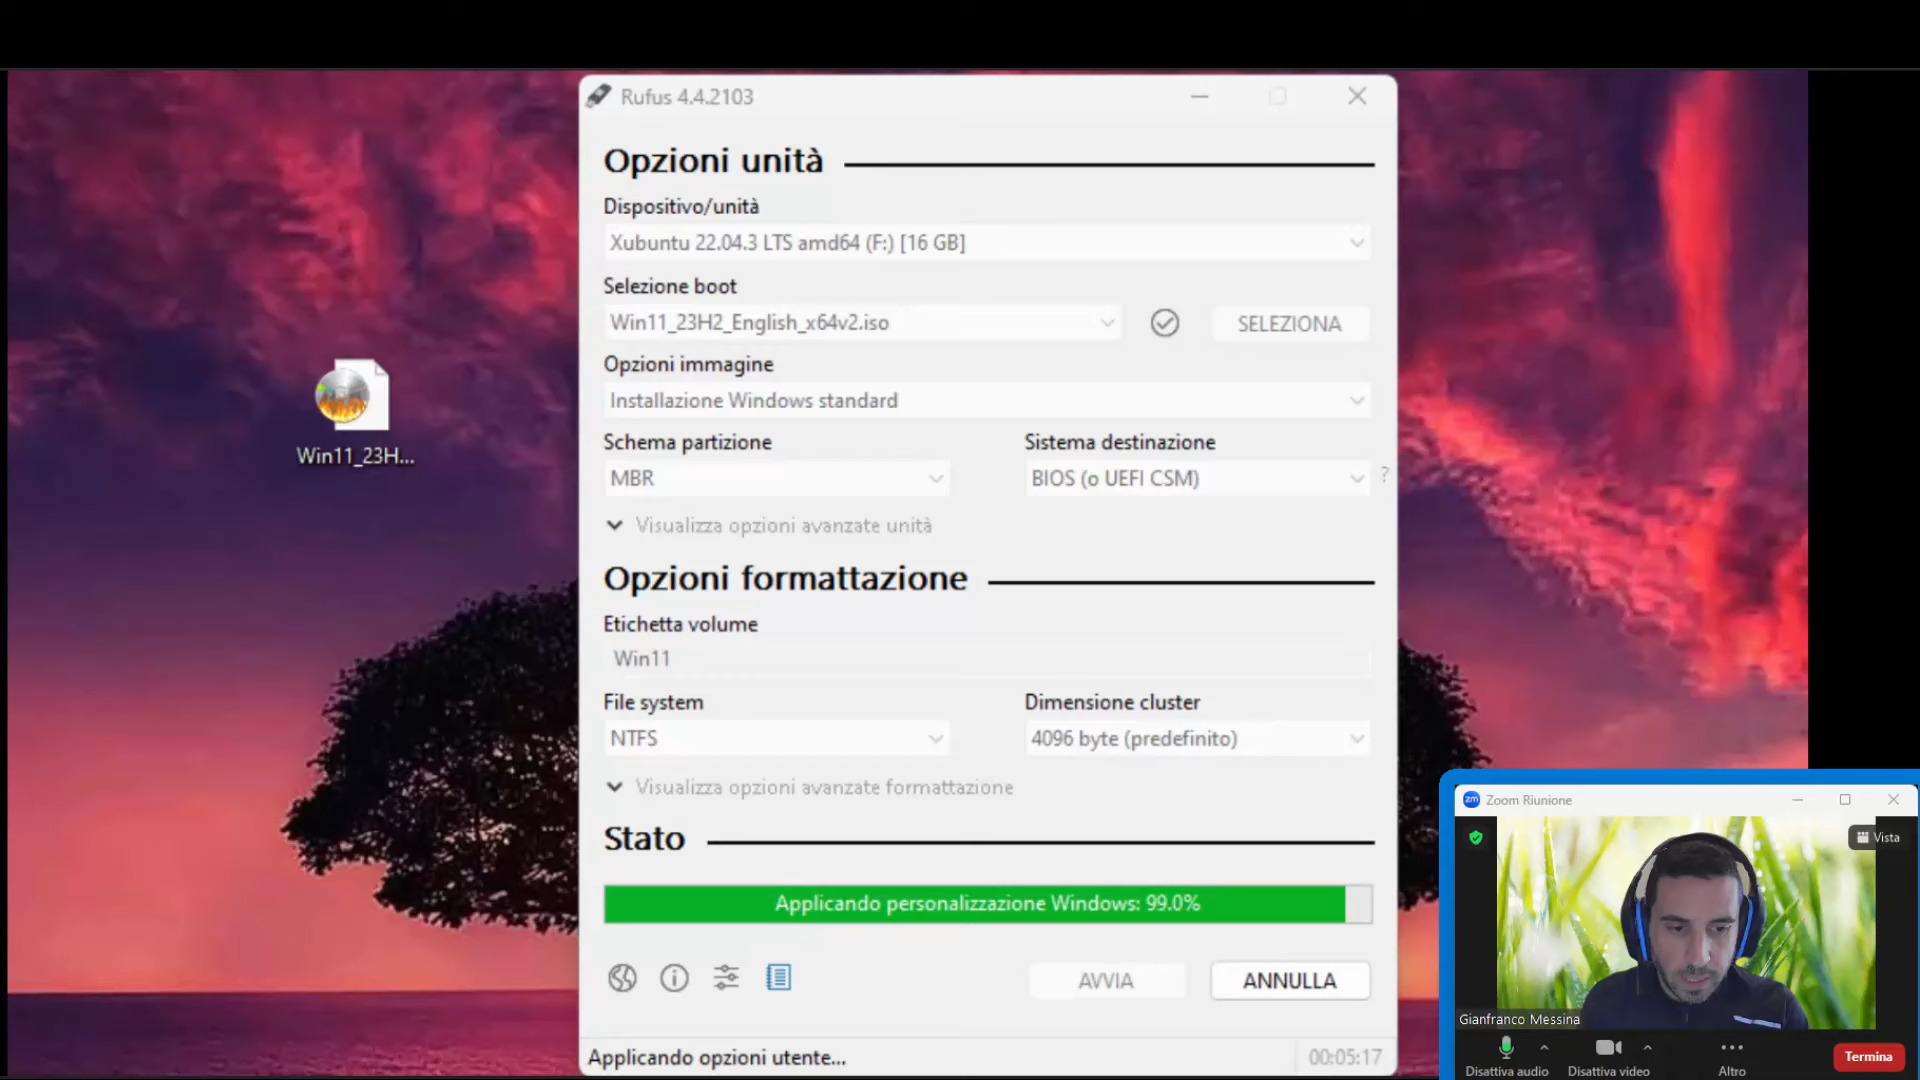 Rufus 4.4.2103
Opzioni unità
Dispositivo/unità
Xubuntu 22.04.3 LTS amd64 (F:) [16 GB]
Selezione boot
Win11_23H2_English_x64v2.iso
SELEZIONA
Opzioni immagine
Installazione Windows standard
Schema partizione
Sistema destinazione
MBR
BIOS (o UEFI CSM)
?
Visualizza opzioni avanzate unità
Opzioni formattazione
Etichetta volume
Win11
File system
Dimensione cluster
NTFS
4096 byte (predefinito)
Visualizza opzioni avanzate formattazione
Stato
Applicando personalizzazione Windows: 99.0%
AVVIA
ANNULLA
Applicando opzioni utente...
00:05:17
Win11_23H...
zm Zoom Riunione
Vista
Gianfranco Messina
Disattiva audio
Disattiva video
Altro
Termina